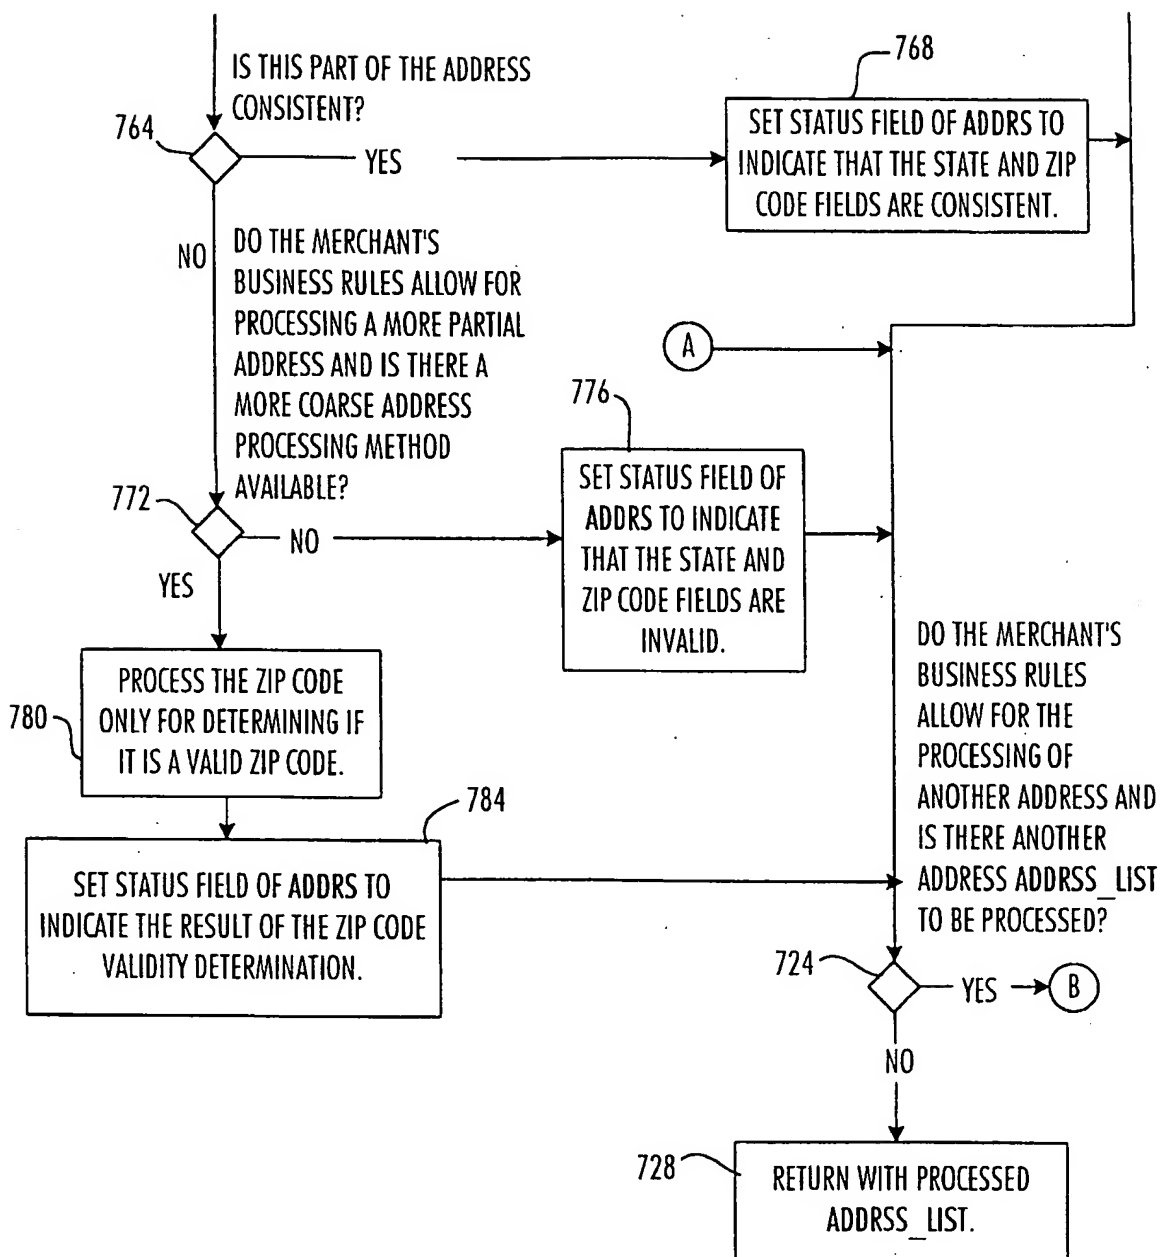 IS THIS PART OF THE ADDRESS
CONSISTENT?
764
YES
768
SET STATUS FIELD OF ADDRS TO
INDICATE THAT THE STATE AND ZIP
CODE FIELDS ARE CONSISTENT.
NO
DO THE MERCHANT'S
BUSINESS RULES ALLOW FOR
PROCESSING A MORE PARTIAL
ADDRESS AND IS THERE A
MORE COARSE ADDRESS
PROCESSING METHOD
AVAILABLE?
A
772
NO
776
SET STATUS FIELD OF
ADDRS TO INDICATE
THAT THE STATE AND
ZIP CODE FIELDS ARE
INVALID.
YES
780
PROCESS THE ZIP CODE
ONLY FOR DETERMINING IF
IT IS A VALID ZIP CODE.
784
SET STATUS FIELD OF ADDRS TO
INDICATE THE RESULT OF THE ZIP CODE
VALIDITY DETERMINATION.
DO THE MERCHANT'S
BUSINESS RULES
ALLOW FOR THE
PROCESSING OF
ANOTHER ADDRESS AND
IS THERE ANOTHER
ADDRESS ADDRSS_LIST
TO BE PROCESSED?
724
YES
B
NO
728
RETURN WITH PROCESSED
ADDRSS_LIST.